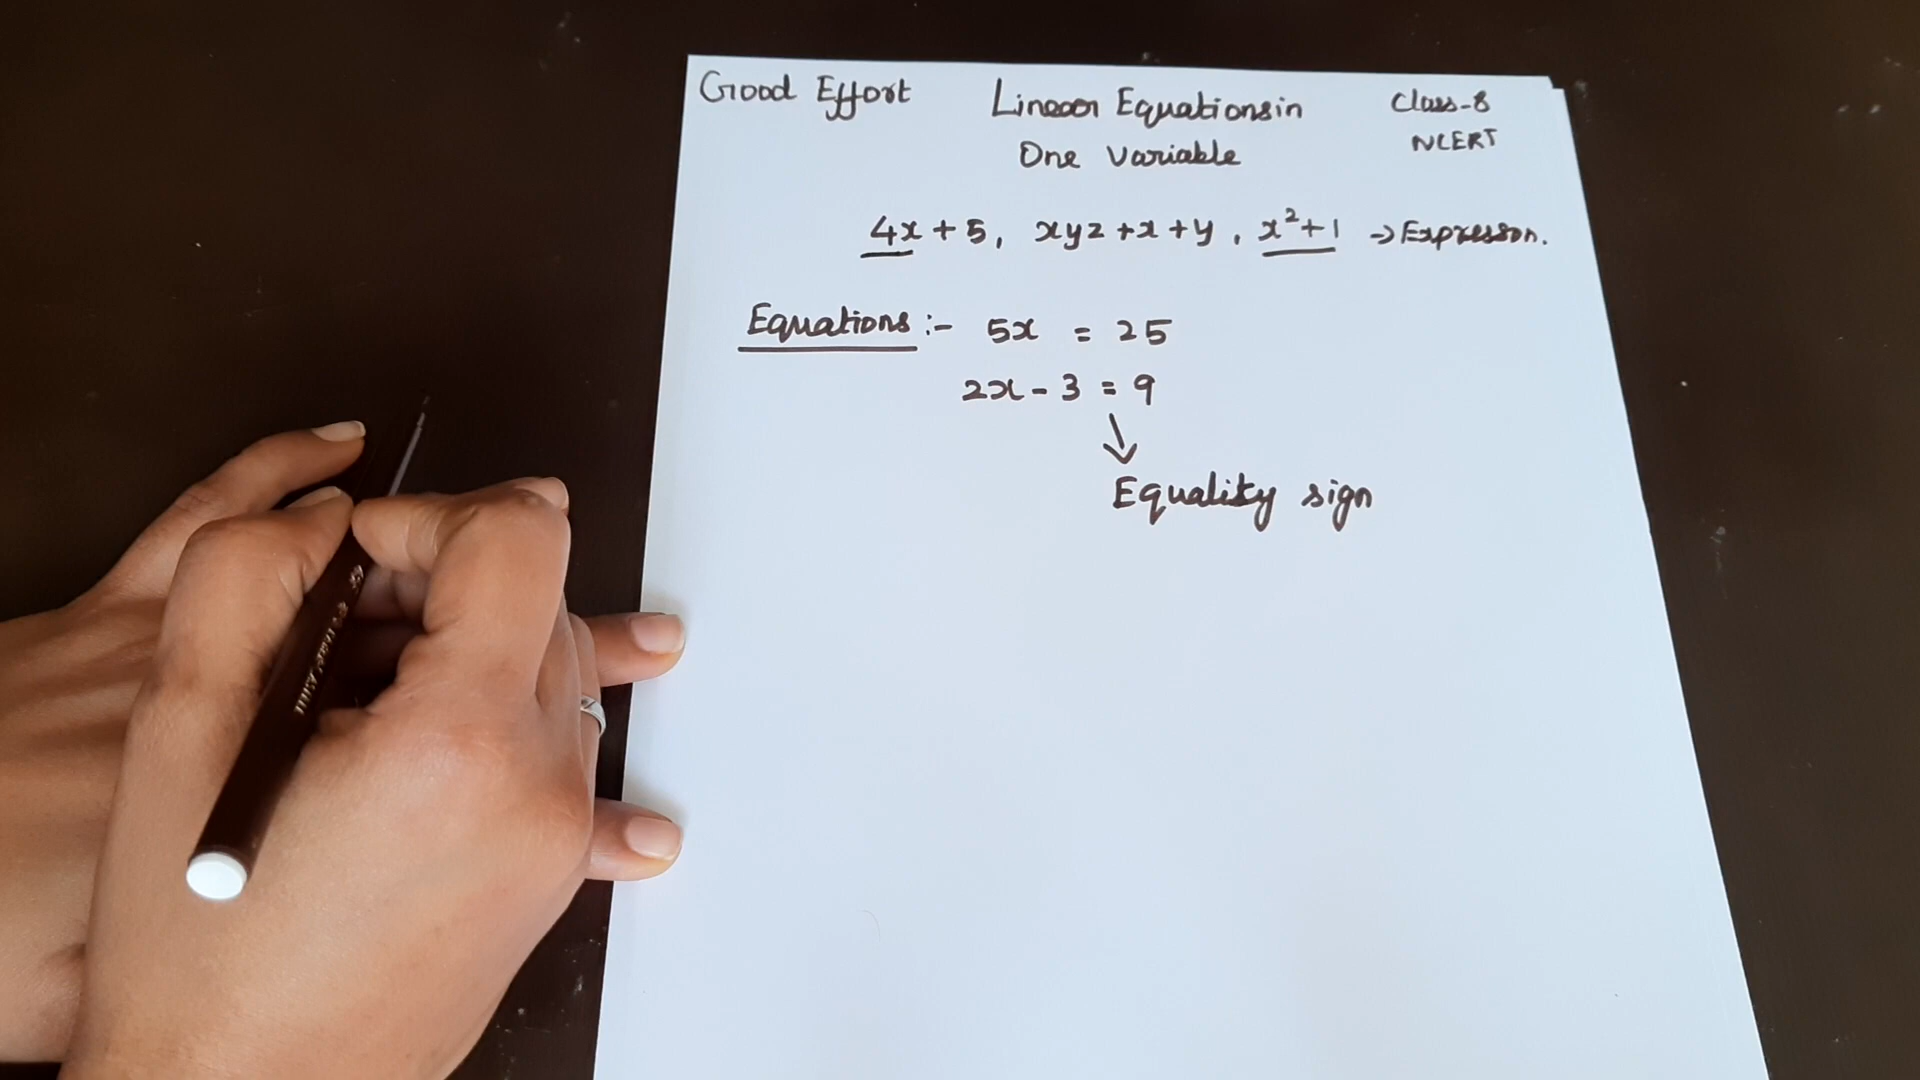 Good Effort
Linear Equations in
One Variable
Class-8
NCERT
4x + 5, xyz + x + y, x²+1 → Expresson.
Equations :- 5x = 25
2x - 3 = 9
↓
Equality sign